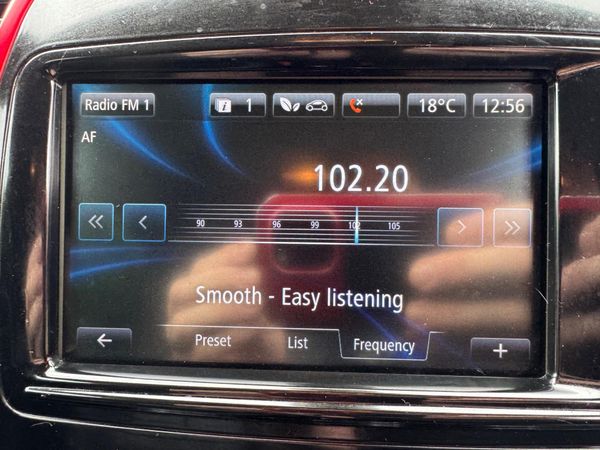 Radio FM 1
1
18°C
12:56
AF
102.20
90 93 96 99 102 105
Smooth - Easy listening
Preset
List
Frequency